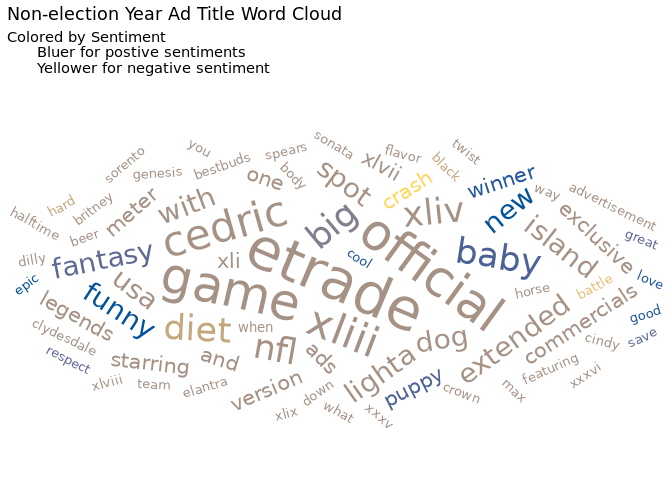 Non-election Year Ad Title Word Cloud
Colored by Sentiment
Bluer for postive sentiments
Yellower for negative sentiment
sonata
you
twist
spears
flavor
sorento
bestbuds
xlvii
black
genesis
body
one
spot
crash
winner
way
advertisement
hard
britney
meter
with
big
xliv
new
exclusive
halftime
cedric
island
great
beer
official
dilly
fantasy
xli
etrade
cool
baby
epic
usa
game
horse
battle
love
legends
funny
good
clydesdale
diet
when
xliii
dog
extended
commercials
cindy
save
respect
starring
and
nfl
ads
lighta
puppy
featuring
xlviii
team
elantra
version
down
crown
max
xxxvi
xlix
what
xxxv